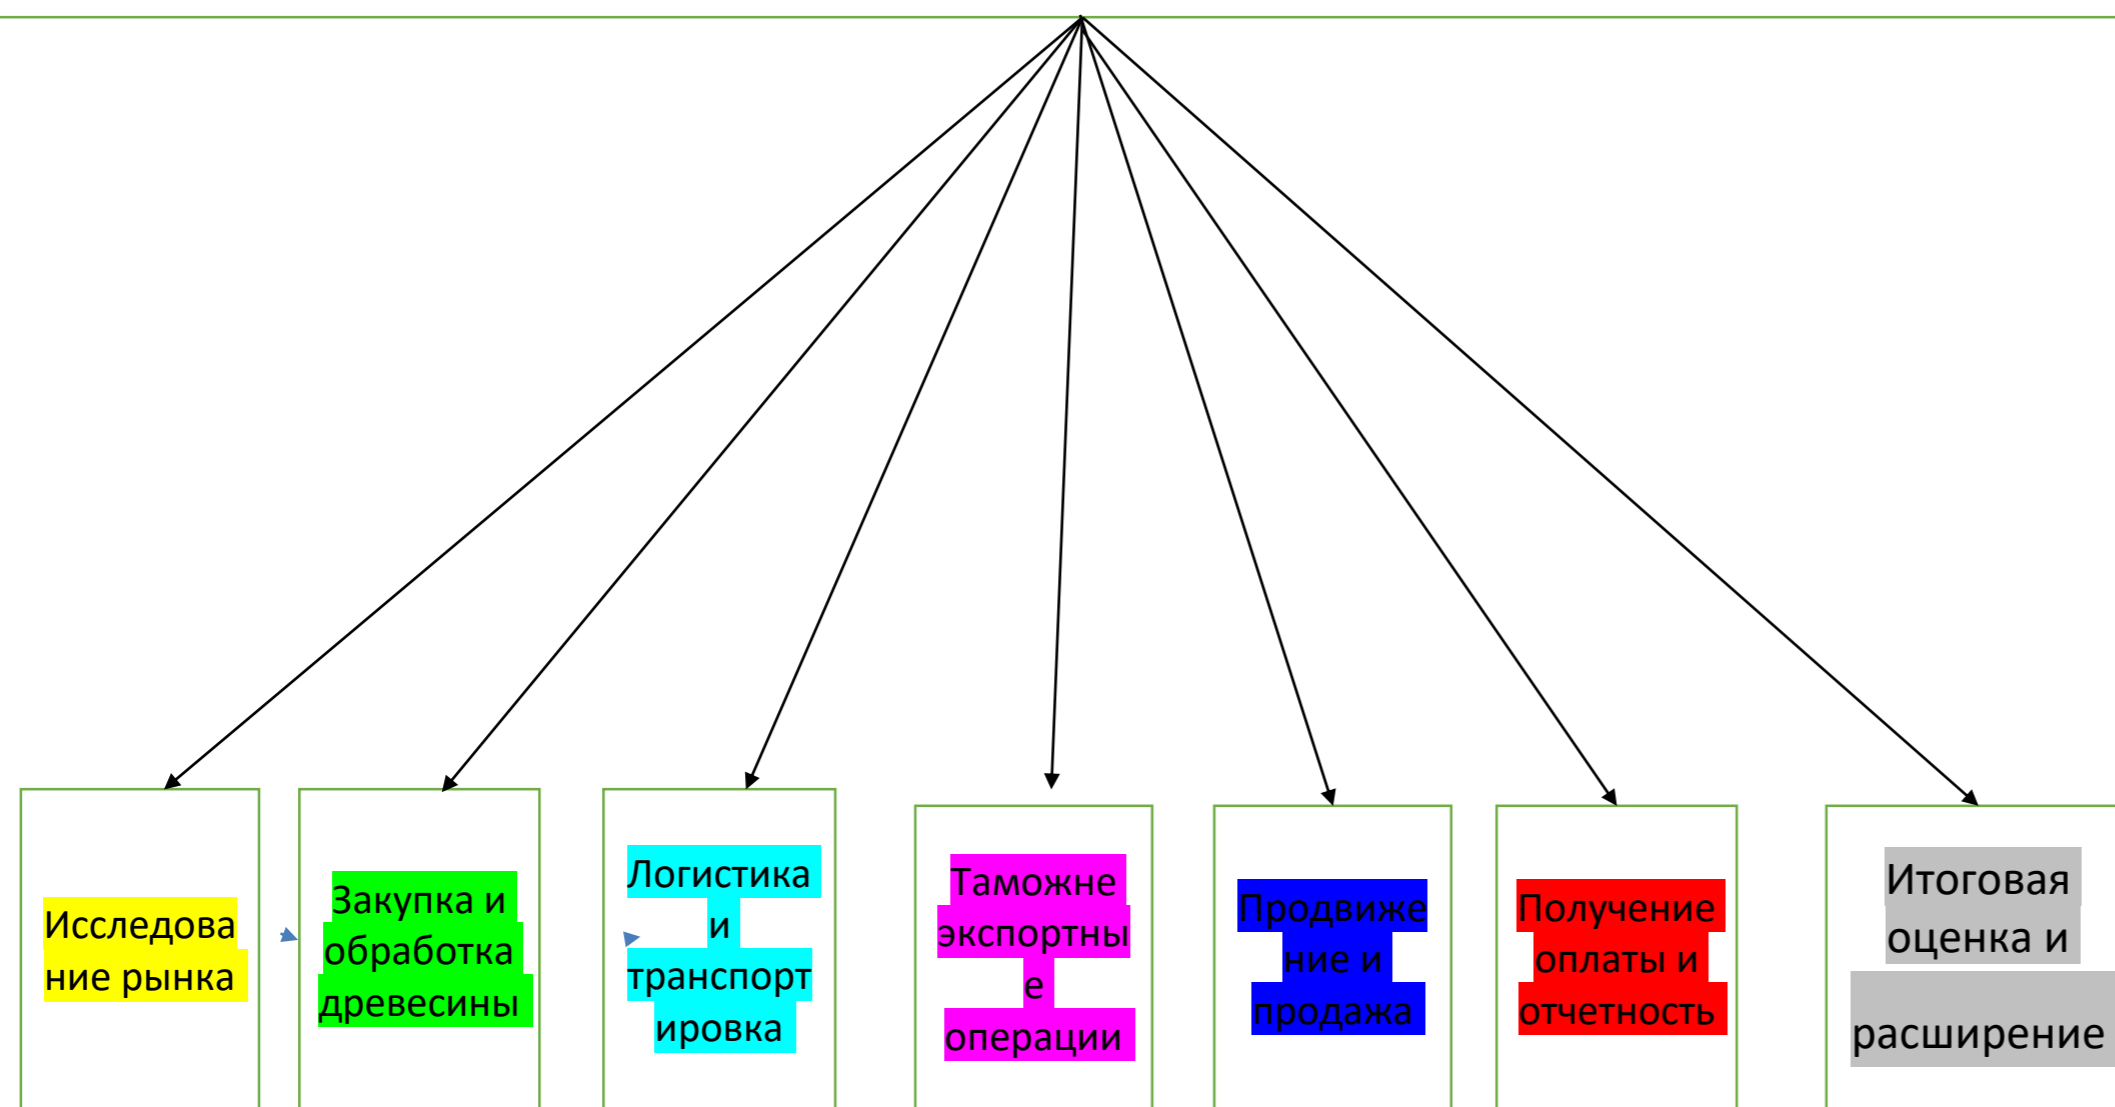 Исследова
ние рынка
Закупка и
обработка
древесины
Логистика
и
транспорт
ировка
Таможне
экспортны
е
операции
Продвиже
ние и
продажа
Получение
оплаты и
отчетность
Итоговая
оценка и
расширение